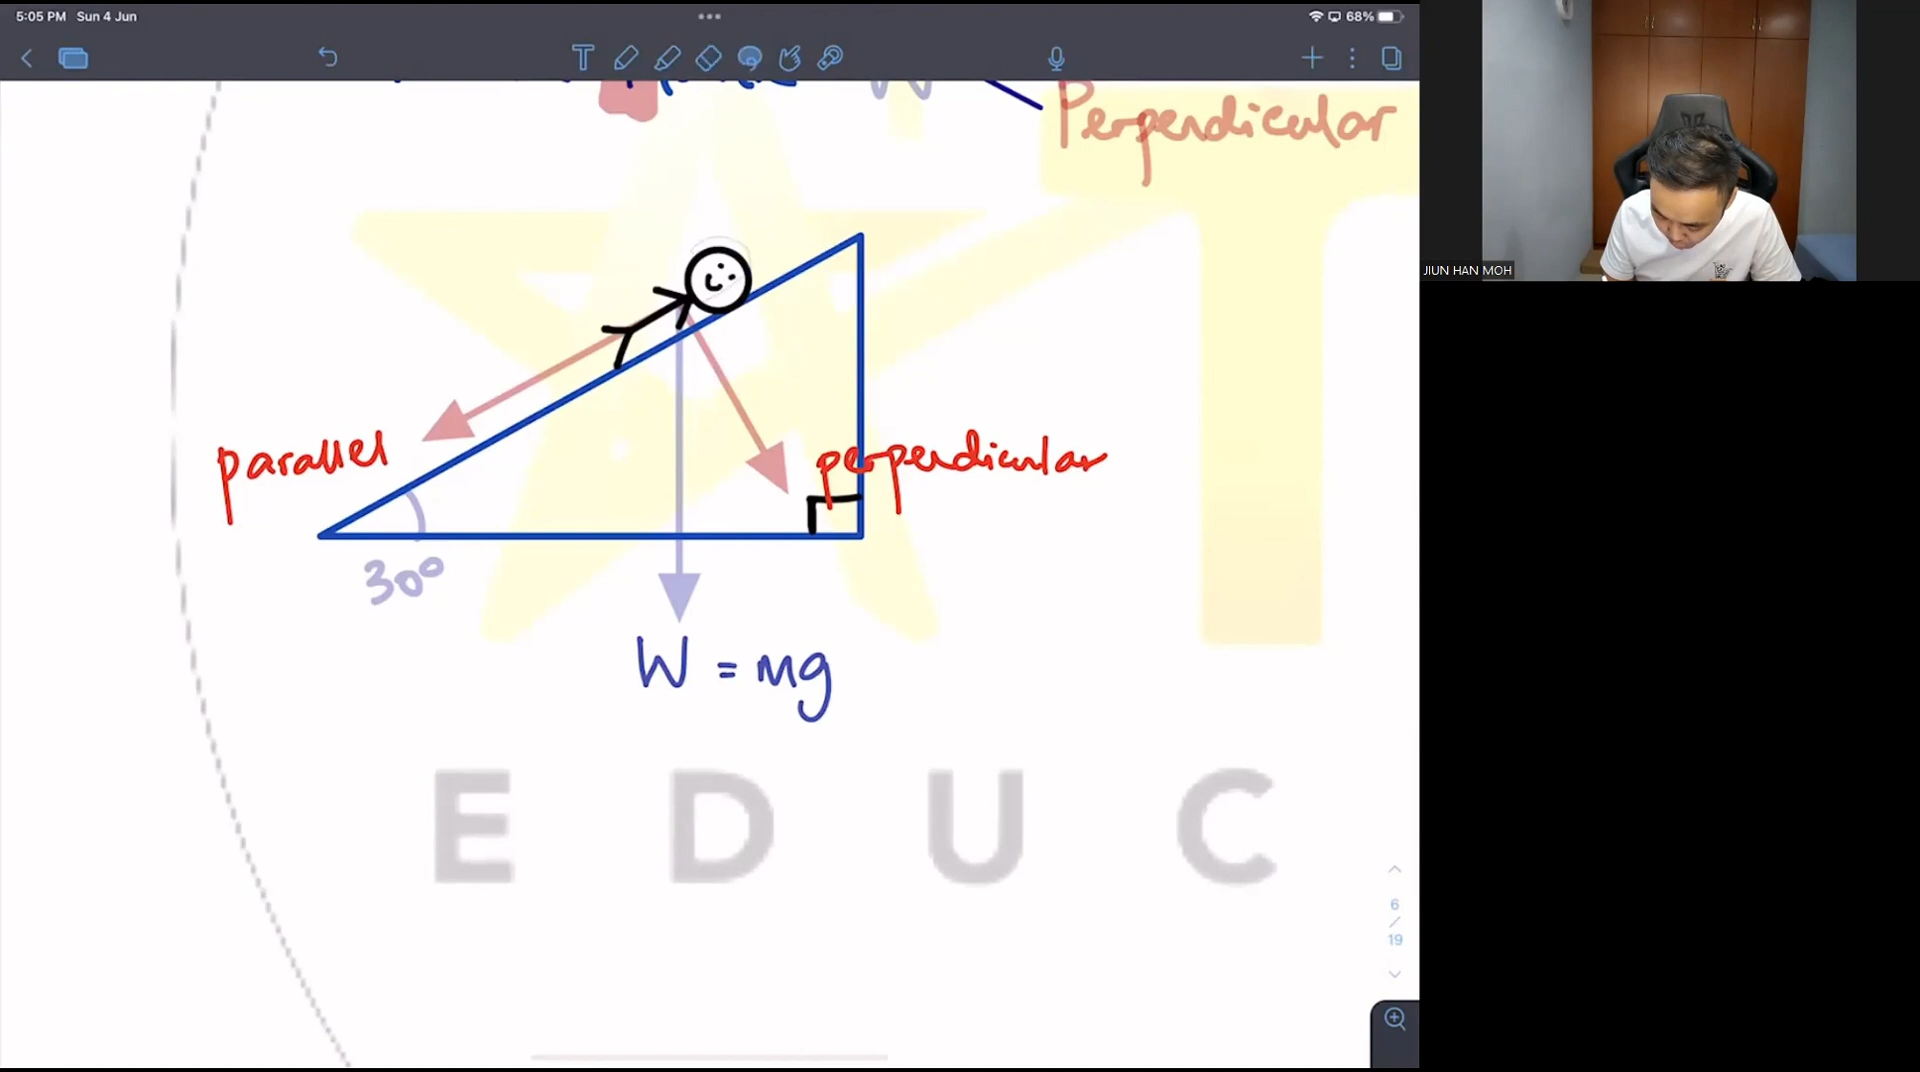 5:05 PM Sun 4 Jun
68%
Perpendicular
JIUN HAN MOH
parallel
perpendicular
30°
W = mg
E D U C
6
/
19